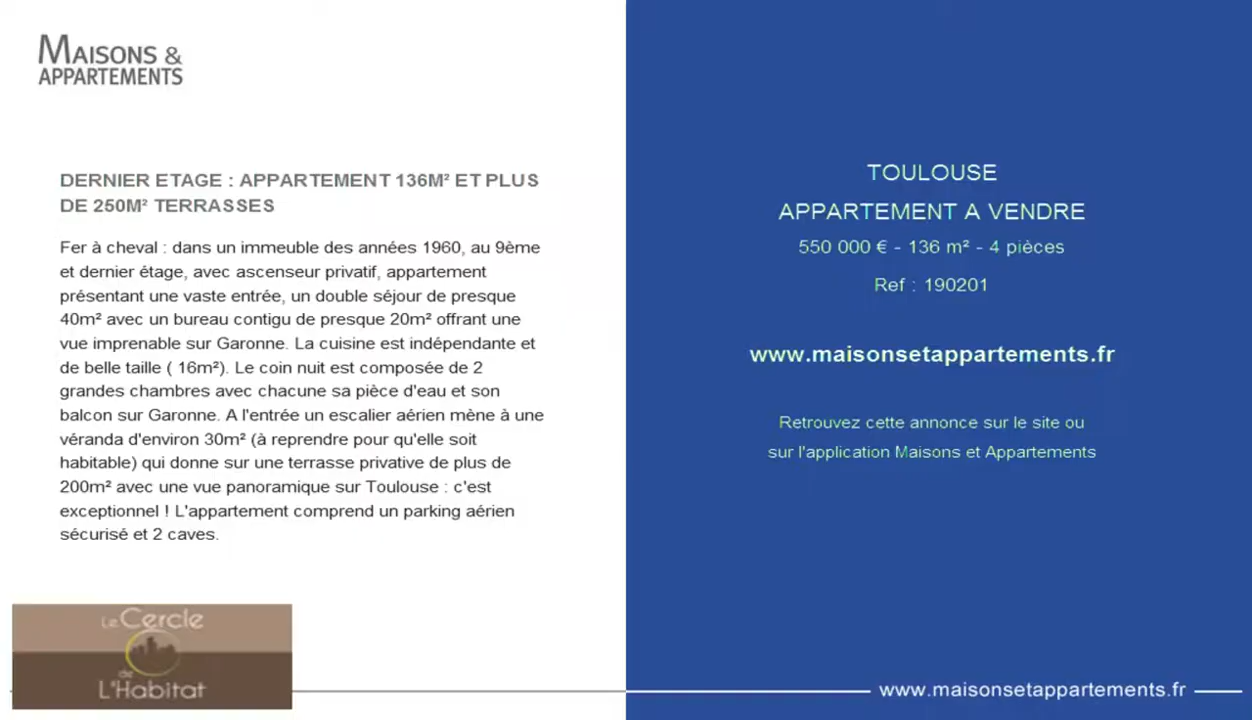 MAISONS &
APPARTEMENTS
DERNIER ETAGE : APPARTEMENT 136M² ET PLUS
DE 250M² TERRASSES
Fer à cheval : dans un immeuble des années 1960, au 9ème
et dernier étage, avec ascenseur privatif, appartement
présentant une vaste entrée, un double séjour de presque
40m² avec un bureau contigu de presque 20m² offrant une
vue imprenable sur Garonne. La cuisine est indépendante et
de belle taille ( 16m²). Le coin nuit est composée de 2
grandes chambres avec chacune sa pièce d'eau et son
balcon sur Garonne. A l'entrée un escalier aérien mène à une
véranda d'environ 30m² (à reprendre pour qu'elle soit
habitable) qui donne sur une terrasse privative de plus de
200m² avec une vue panoramique sur Toulouse : c'est
exceptionnel ! L'appartement comprend un parking aérien
sécurisé et 2 caves.
Le Cercle
de
L'Habitat
TOULOUSE
APPARTEMENT A VENDRE
550 000 € - 136 m² - 4 pièces
Ref : 190201
www.maisonsetappartements.fr
Retrouvez cette annonce sur le site ou
sur l'application Maisons et Appartements
www.maisonsetappartements.fr